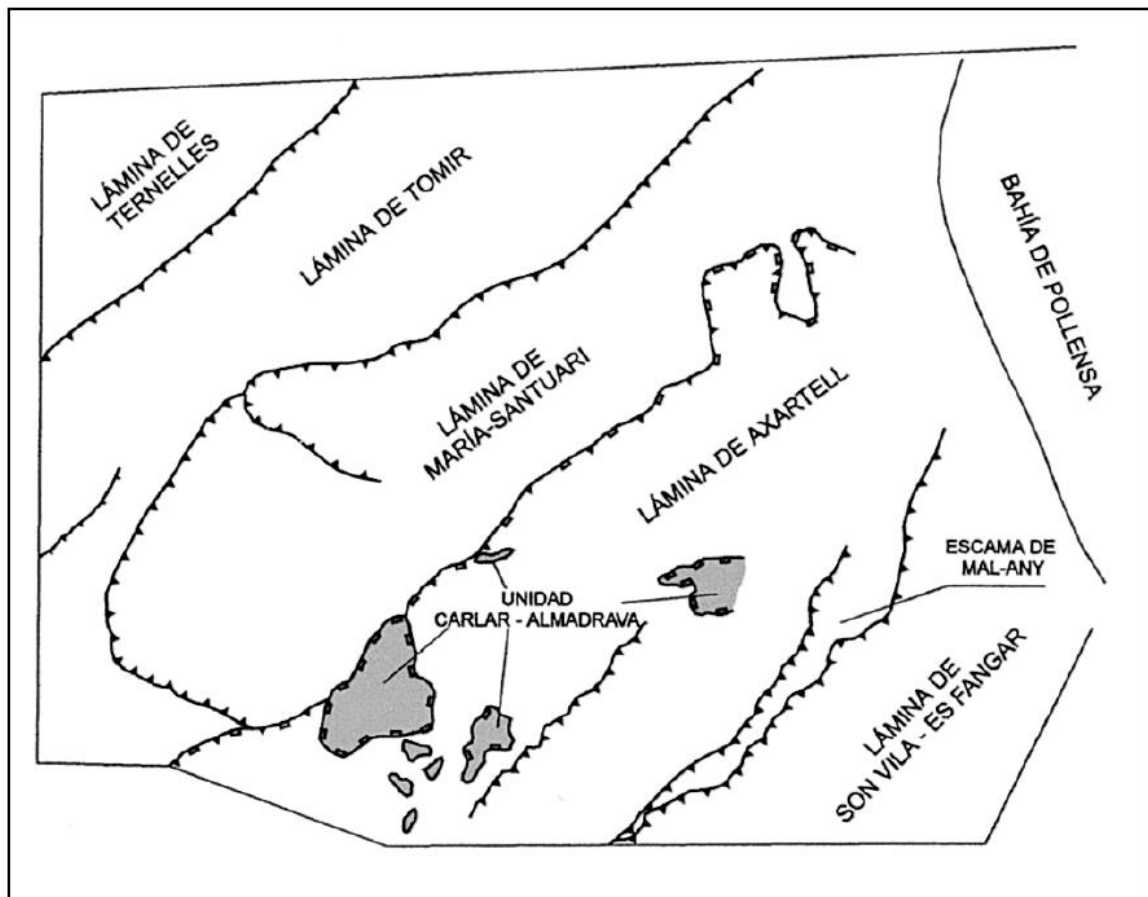 LÁMINA DE
TERNELLES
LÁMINA DE TOMIR
BAHÍA DE POLLENSA
LÁMINA DE
MARÍA-SANTUARI
LÁMINA DE AXARTELL
ESCAMA DE
MAL-ANY
UNIDAD
CARLAR - ALMADRAVA
LÁMINA DE
SON VILA - ES FANGAR